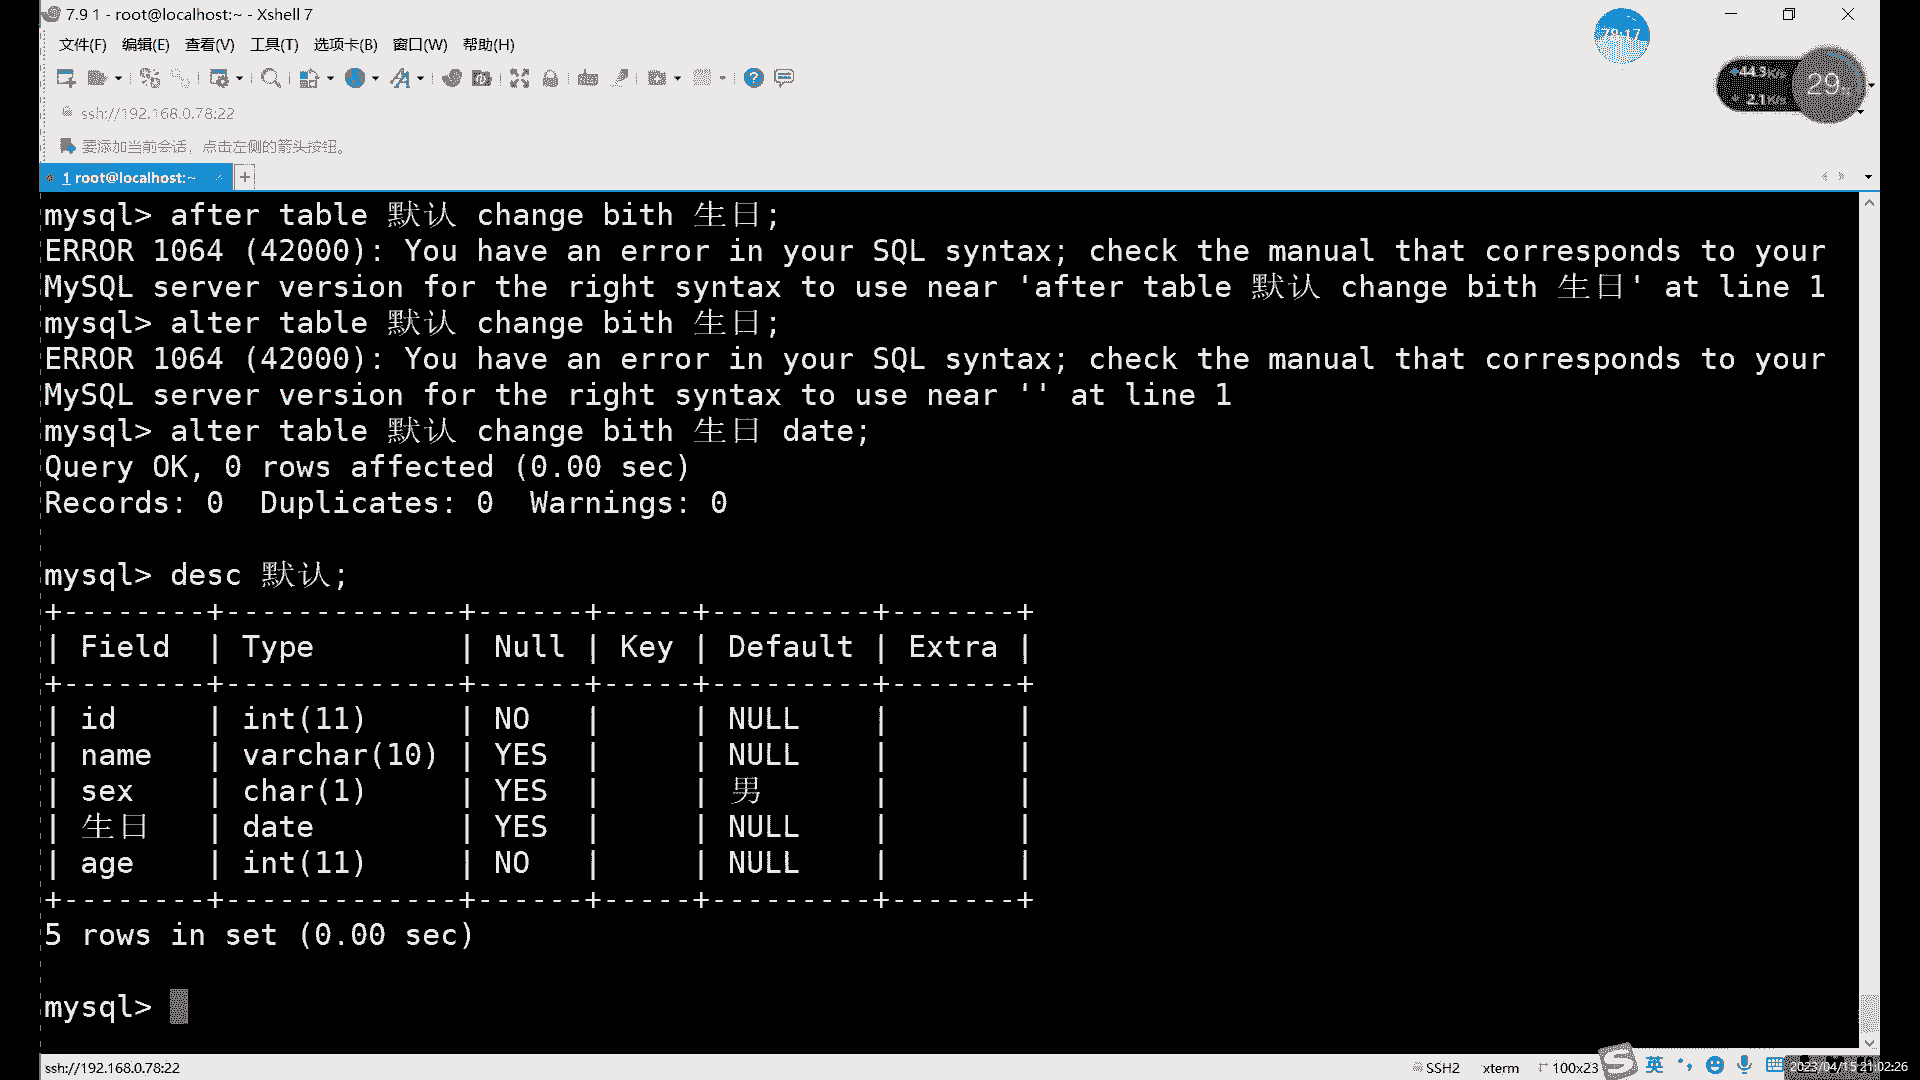 7.9 1 - root@localhost:~ - Xshell 7
文件(F) 编辑(E) 查看(V) 工具(T) 选项卡(B) 窗口(W) 帮助(H)
78:17
44.3K/s
2.1K/s
29
ssh://192.168.0.78:22
要添加当前会话，点击左侧的箭头按钮。
1 root@localhost:~
mysql> after table 默认 change bith 生日;
ERROR 1064 (42000): You have an error in your SQL syntax; check the manual that corresponds to your
MySQL server version for the right syntax to use near 'after table 默认 change bith 生日' at line 1
mysql> alter table 默认 change bith 生日;
ERROR 1064 (42000): You have an error in your SQL syntax; check the manual that corresponds to your
MySQL server version for the right syntax to use near '' at line 1
mysql> alter table 默认 change bith 生日 date;
Query OK, 0 rows affected (0.00 sec)
Records: 0  Duplicates: 0  Warnings: 0
mysql> desc 默认;
+--------+-------------+------+-----+---------+-------+
| Field  | Type        | Null | Key | Default | Extra |
+--------+-------------+------+-----+---------+-------+
| id     | int(11)     | NO   |     | NULL    |       |
| name   | varchar(10) | YES  |     | NULL    |       |
| sex    | char(1)     | YES  |     | 男      |       |
| 生日   | date        | YES  |     | NULL    |       |
| age    | int(11)     | NO   |     | NULL    |       |
+--------+-------------+------+-----+---------+-------+
5 rows in set (0.00 sec)
mysql>
ssh://192.168.0.78:22 SSH2 xterm 100x23 英 2023/04/15 21:02:26